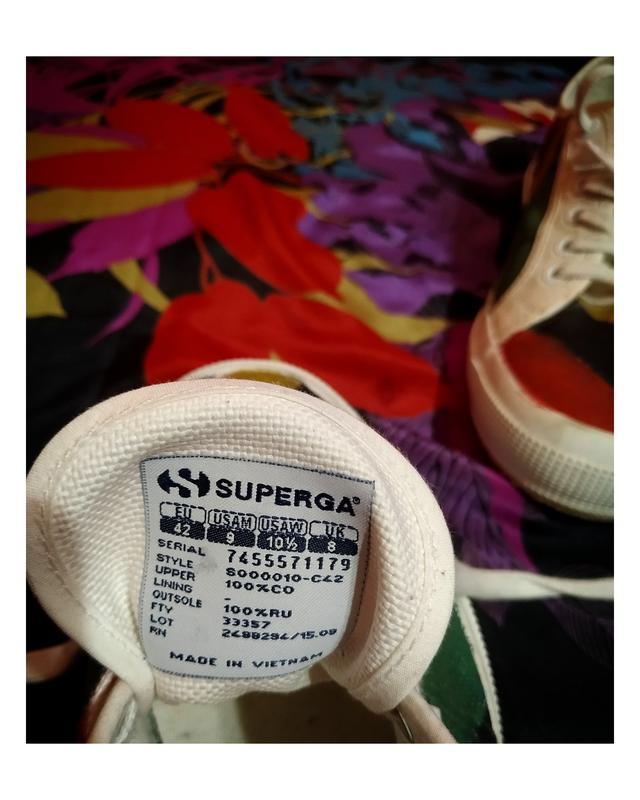 SUPERGA®
EU USAM USAW UK
42 9 10½ 8
SERIAL 7455571179
STYLE S000010-C42
UPPER 100%CO
LINING -
OUTSOLE 100%RU
FTY 33357
LOT 2498294/15.09
RN
MADE IN VIETNAM